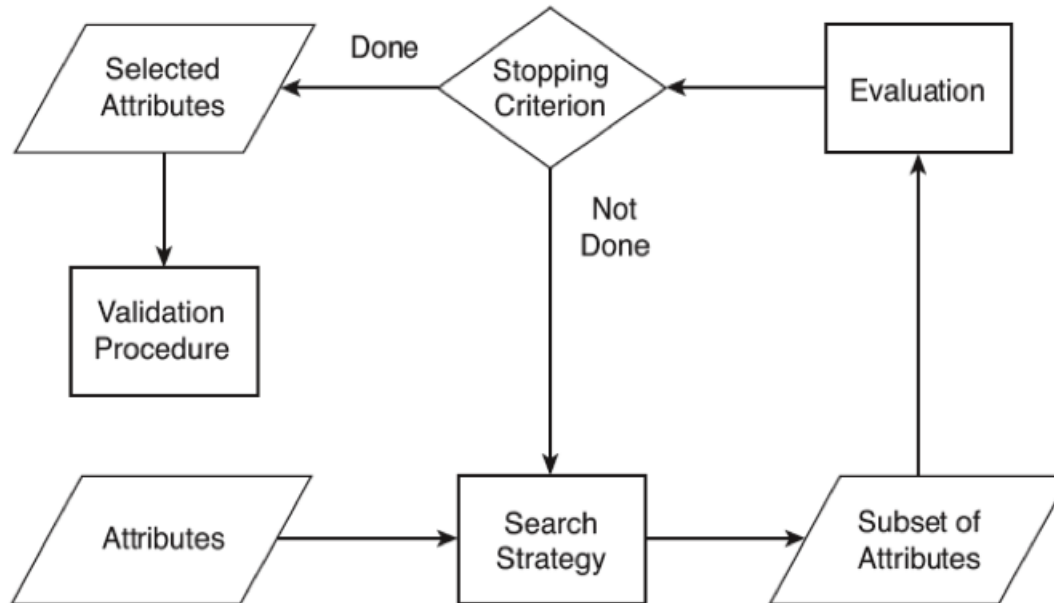 Selected
Attributes
Done
Stopping
Criterion
Evaluation
Not
Done
Validation
Procedure
Attributes
Search
Strategy
Subset of
Attributes